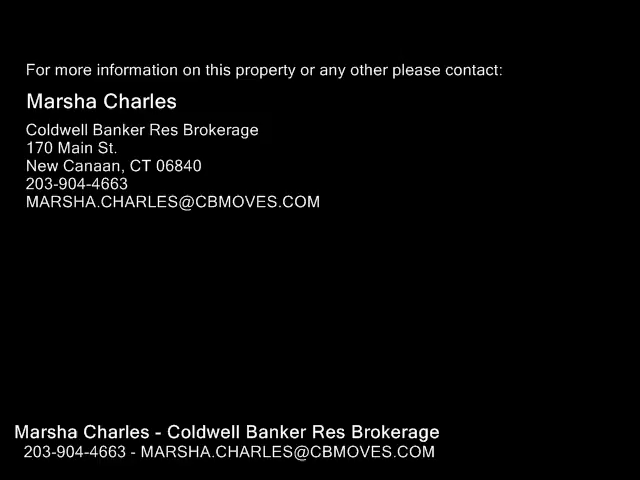 For more information on this property or any other please contact:
Marsha Charles
Coldwell Banker Res Brokerage
170 Main St.
New Canaan, CT 06840
203-904-4663
MARSHA.CHARLES@CBMOVES.COM
Marsha Charles - Coldwell Banker Res Brokerage
203-904-4663 - MARSHA.CHARLES@CBMOVES.COM